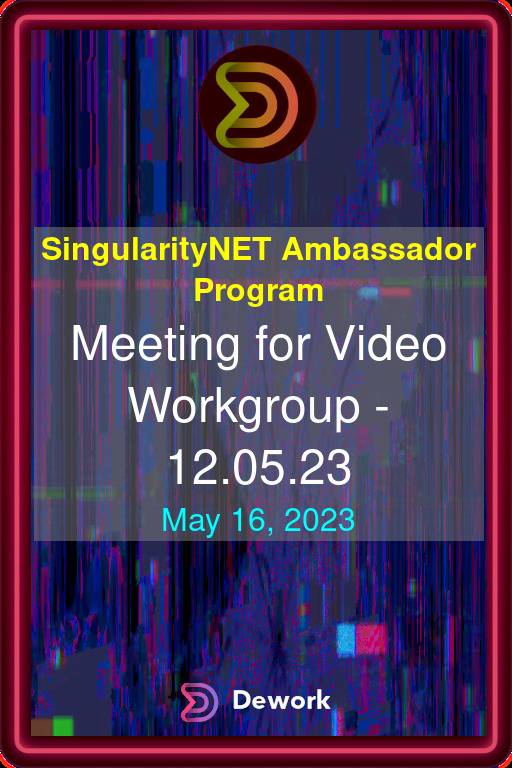 SingularityNET Ambassador
Program
Meeting for Video
Workgroup -
12.05.23
May 16, 2023
Dework